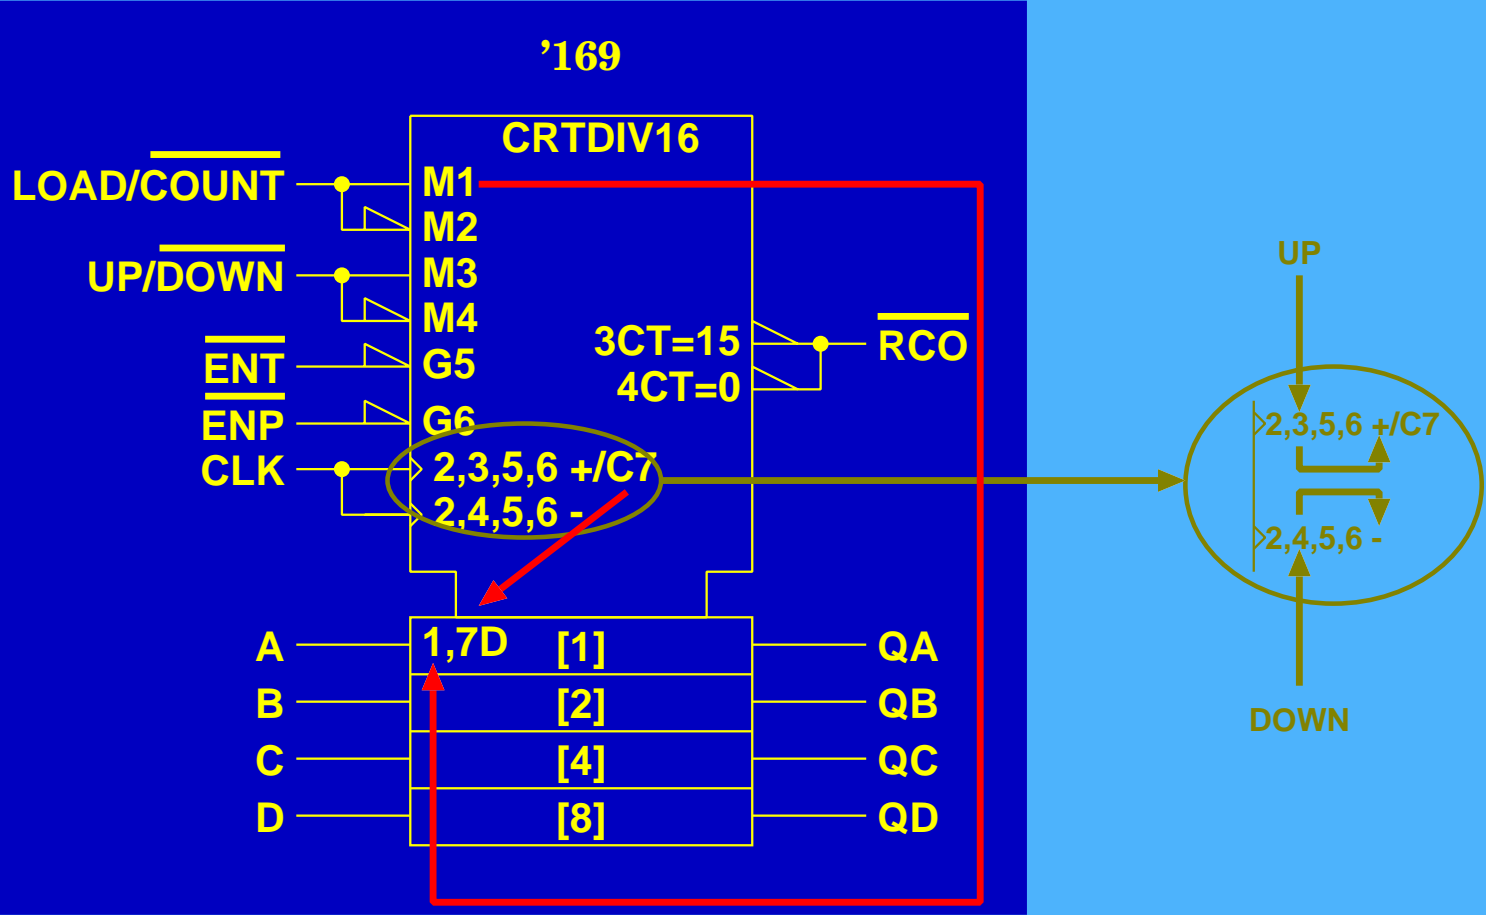 ’169
CRTDIV16
LOAD/COUNT
M1
M2
UP/DOWN
M3
M4
ENT
G5
ENP
G6
CLK
2,3,5,6 +/C7
2,4,5,6 -
3CT=15
4CT=0
RCO
A
1,7D
[1]
QA
B
[2]
QB
C
[4]
QC
D
[8]
QD
UP
2,3,5,6 +/C7
2,4,5,6 -
DOWN